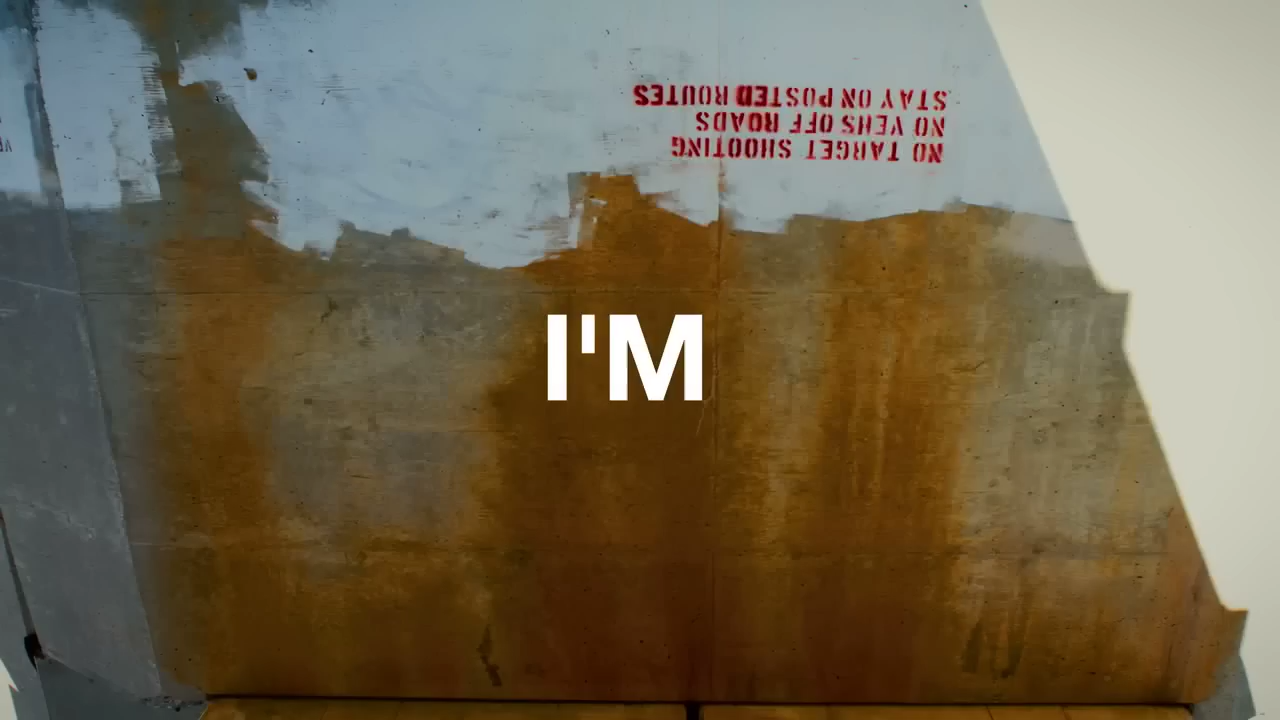 NO TARGET SHOOTING
NO VEHS OFF ROADS
STAY ON POSTED ROUTES
I'M